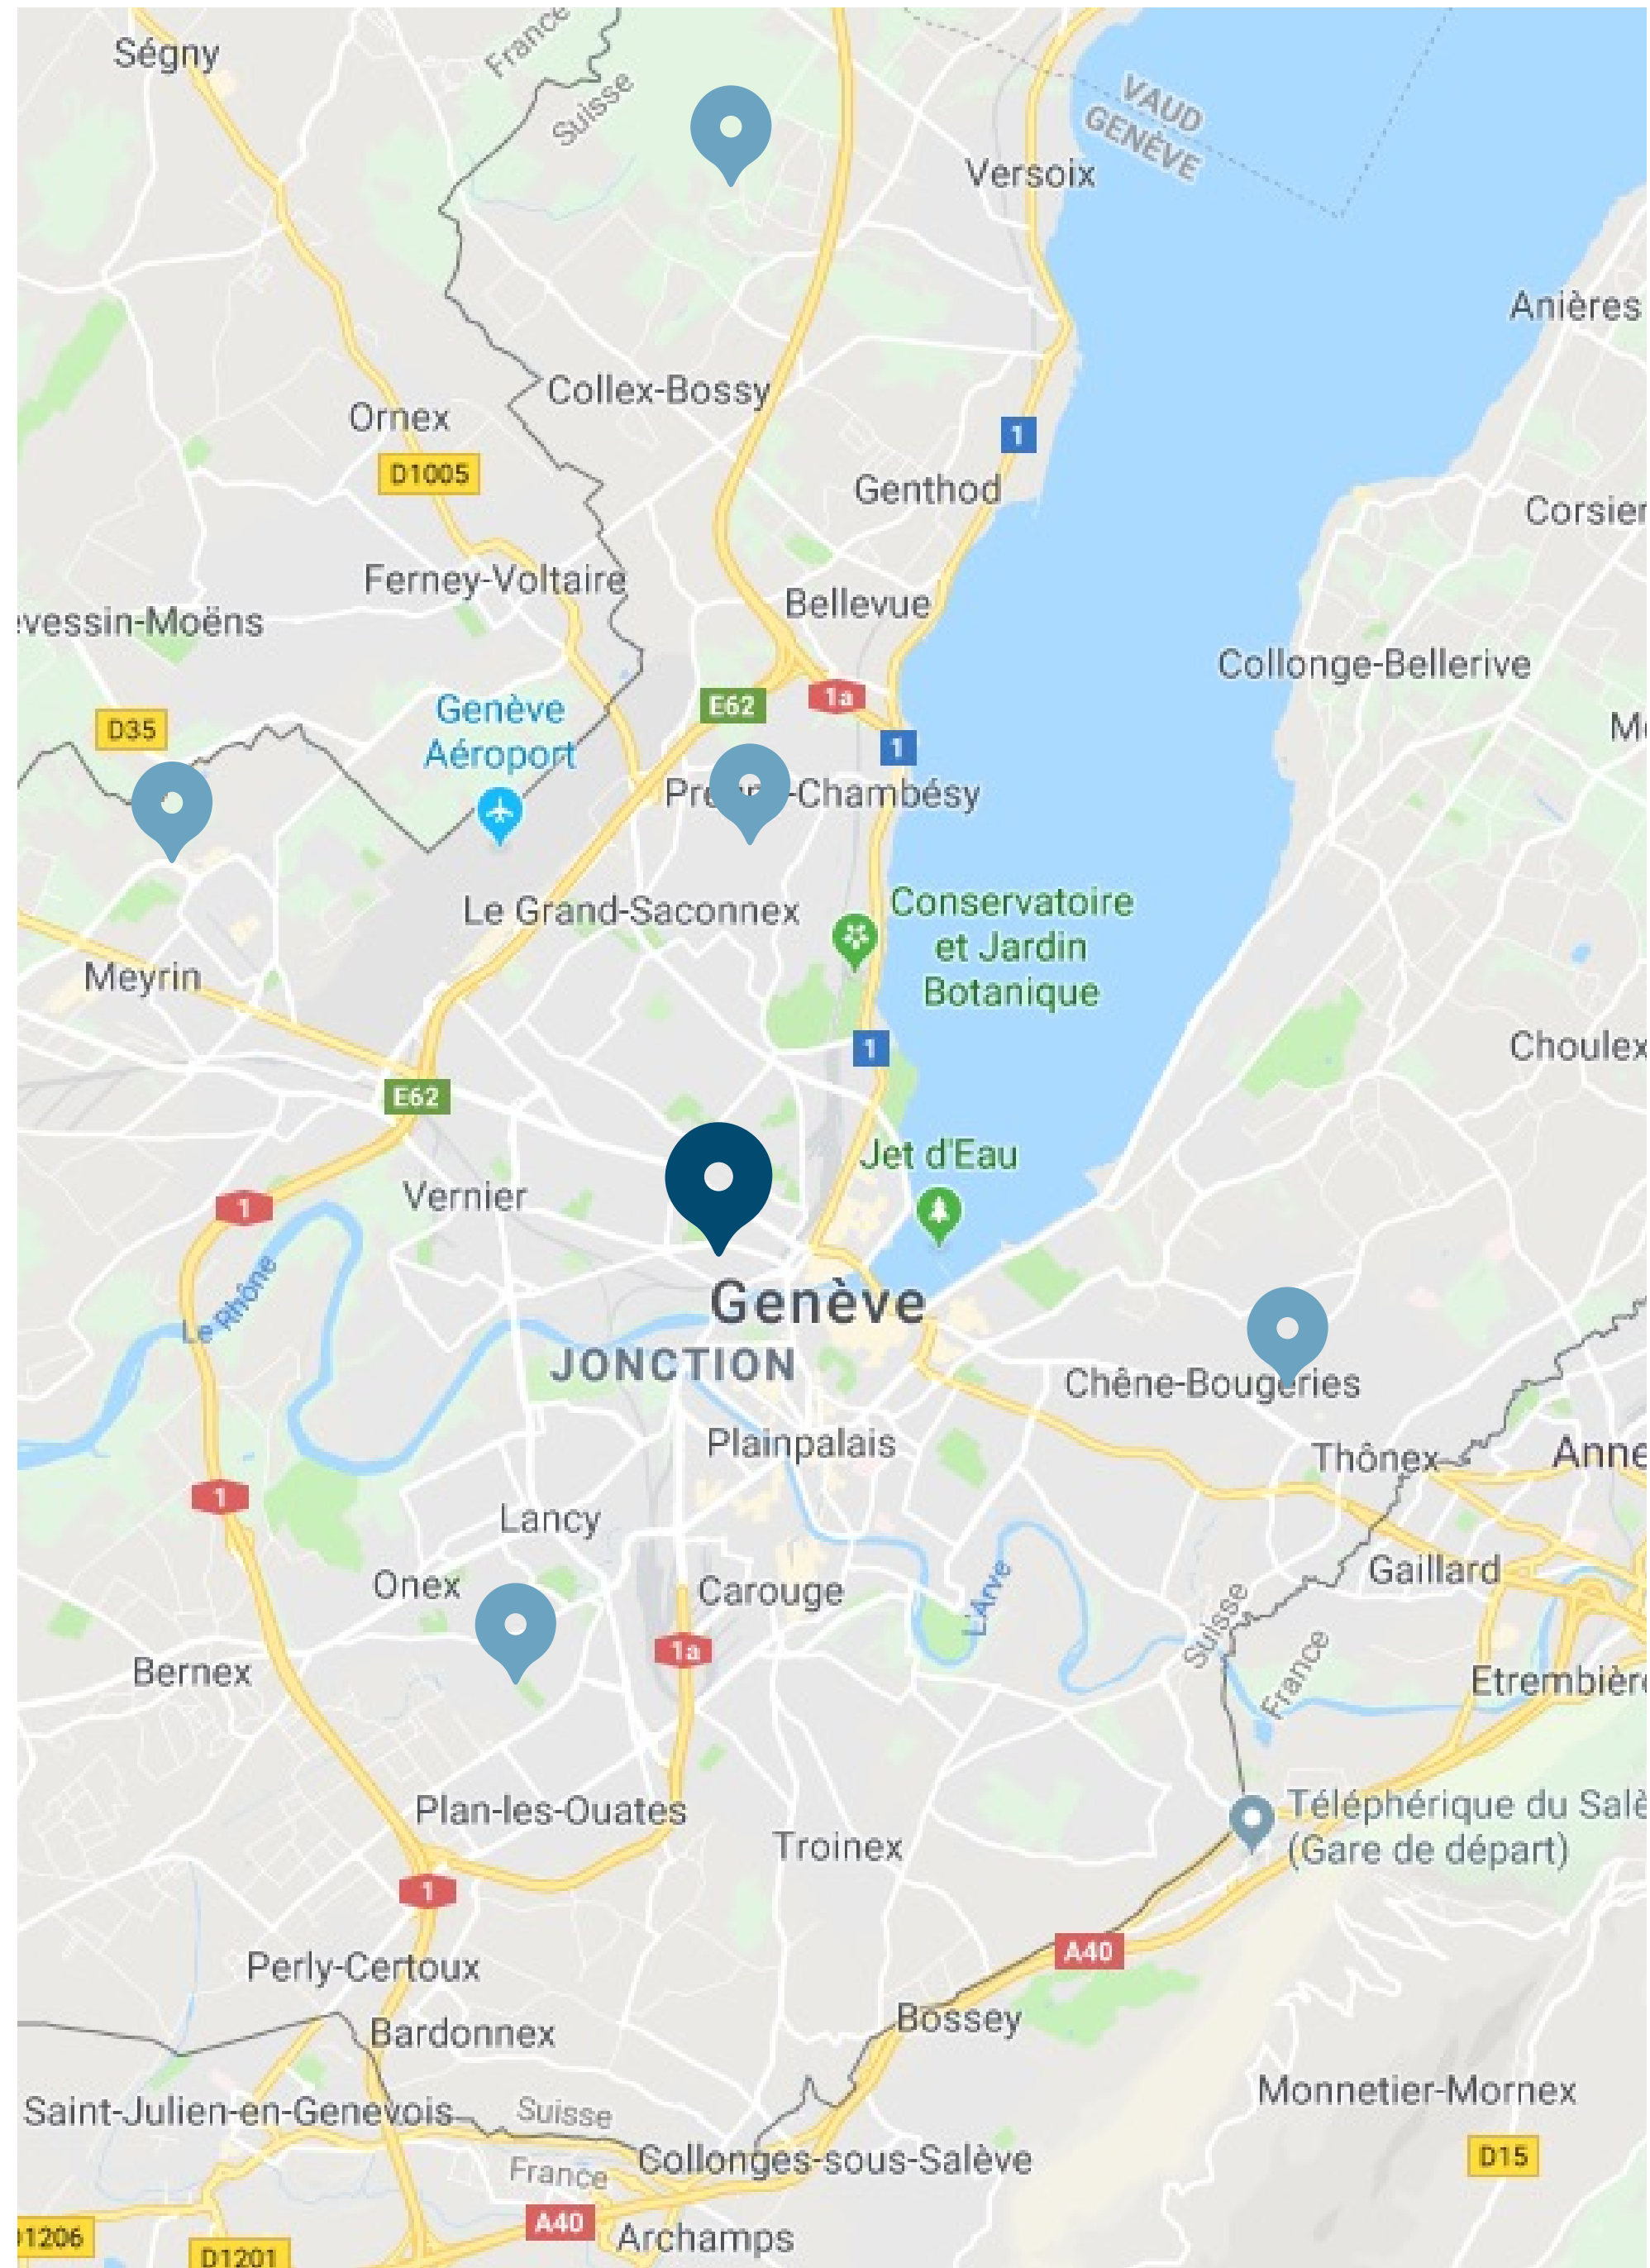 Ségny
France
Suisse
VAUD
GENÈVE
Versoix
Anières
Collex-Bossy
Ornex
1
D1005
Genthod
Corsier
Ferney-Voltaire
Bellevue
evessin-Moëns
Collonge-Bellerive
Genève
Aéroport
E62
1a
D35
1
-Chambésy
Le Grand-Saconnex
Conservatoire
et Jardin
Botanique
Meyrin
1
Choulex
E62
Jet d'Eau
Vernier
1
Le Rhône
Genève
JONCTION
Chêne-Bougeries
Plainpalais
Thônex
Anne
1
Lancy
Onex
Carouge
L'Arve
Gaillard
Suisse
France
1a
Bernex
Etrembière
Plan-les-Ouates
Troinex
Téléphérique du Salè
(Gare de départ)
1
A40
Perly-Certoux
Bossey
Bardonnex
Monnetier-Mornex
Saint-Julien-en-Genevois
Suisse
France
Collonges-sous-Salève
D15
A40
Archamps
1206
D1201